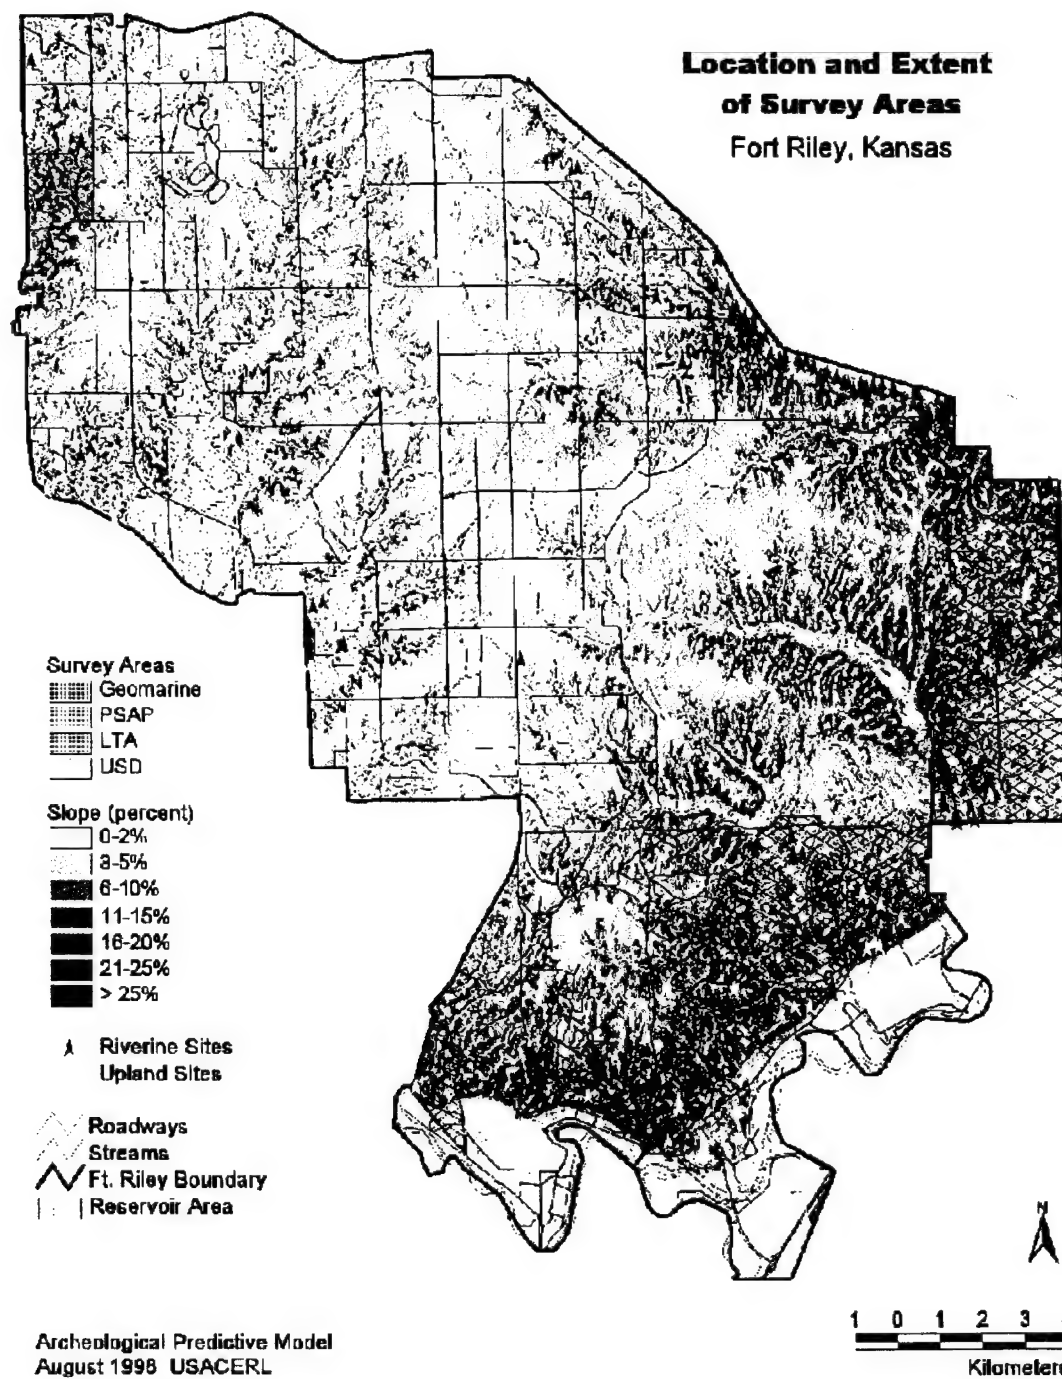 Location and Extent
of Survey Areas
Fort Riley, Kansas
Survey Areas
Geomarine
PSAP
LTA
USD
Slope (percent)
0-2%
3-5%
6-10%
11-15%
16-20%
21-25%
> 25%
Riverine Sites
Upland Sites
Roadways
Streams
Ft. Riley Boundary
Reservoir Area
N
1 0 1 2 3
Kilometers
Archeological Predictive Model
August 1998 USACERL